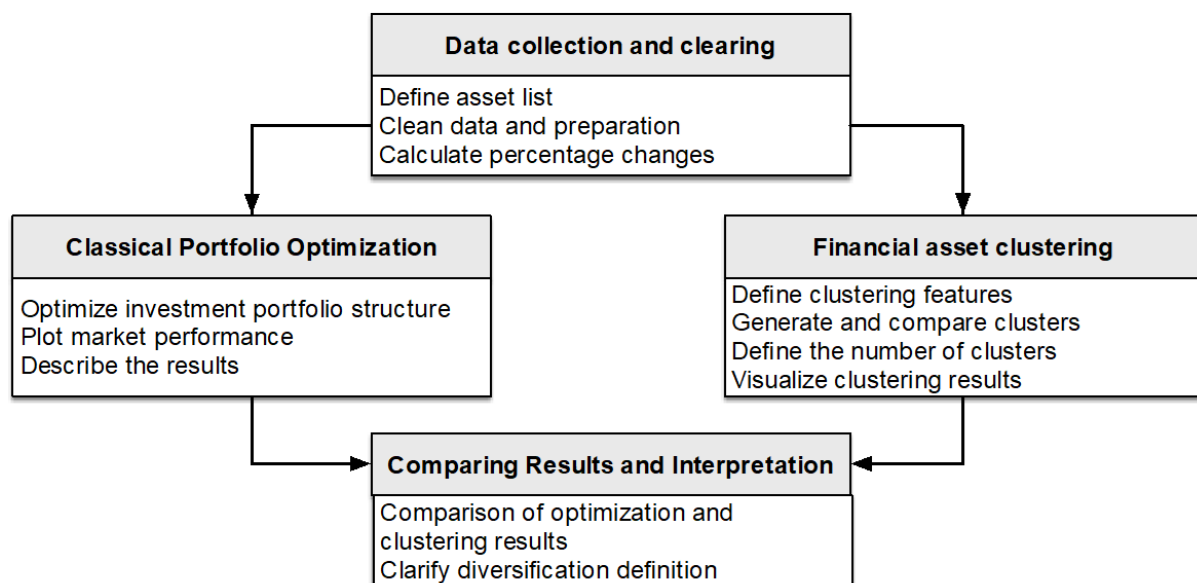 Data collection and clearing
Define asset list
Clean data and preparation
Calculate percentage changes
Classical Portfolio Optimization
Optimize investment portfolio structure
Plot market performance
Describe the results
Financial asset clustering
Define clustering features
Generate and compare clusters
Define the number of clusters
Visualize clustering results
Comparing Results and Interpretation
Comparison of optimization and
clustering results
Clarify diversification definition